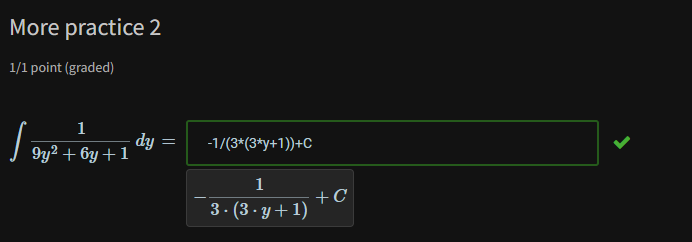 More practice 2
1/1 point (graded)
∫ 1/(9y² + 6y + 1) dy = -1/(3*(3*y+1))+C ✔
− 1/(3 · (3 · y + 1)) + C